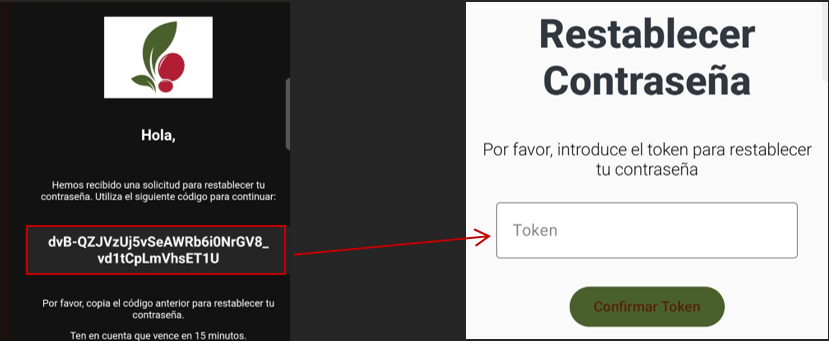 Hola,
Hemos recibido una solicitud para restablecer tu
contraseña. Utiliza el siguiente código para continuar:
dvB-QZJVzUj5vSeAWRb6i0NrGV8_
vd1tCpLmVhsET1U
Por favor, copia el código anterior para restablecer tu
contraseña.
Ten en cuenta que vence en 15 minutos.
Restablecer
Contraseña
Por favor, introduce el token para restablecer
tu contraseña
Token
Confirmar Token